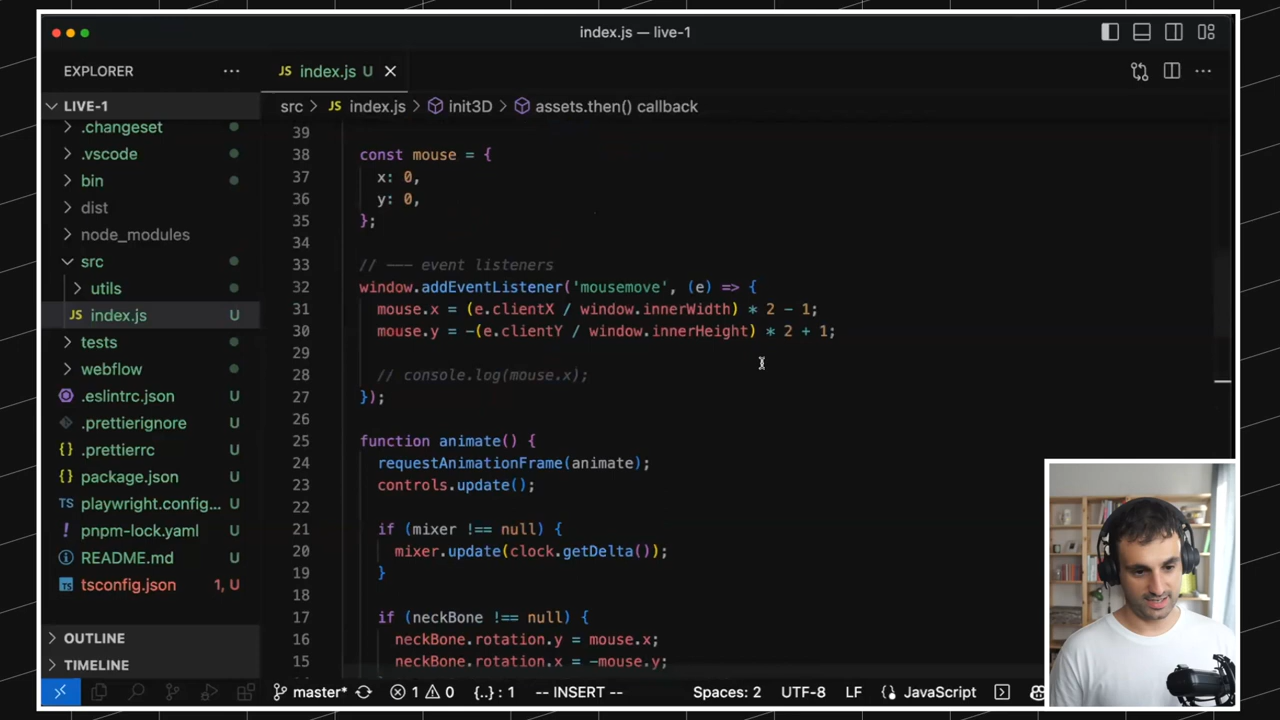 index.js — live-1
EXPLORER
JS index.js U
LIVE-1
src > JS index.js > init3D > assets.then() callback
.changeset
.vscode
bin
dist
node_modules
src
utils
JS index.js U
tests
webflow
.eslintrc.json U
.prettierignore U
{} .prettierrc U
{} package.json U
TS playwright.config... U
! pnpm-lock.yaml U
README.md U
TS tsconfig.json 1, U
OUTLINE
TIMELINE
39
38 const mouse = {
37 x: 0,
36 y: 0,
35 };
34
33 // —— event listeners
32 window.addEventListener('mousemove', (e) => {
31 mouse.x = (e.clientX / window.innerWidth) * 2 - 1;
30 mouse.y = -(e.clientY / window.innerHeight) * 2 + 1;
29
28 // console.log(mouse.x);
27 });
26
25 function animate() {
24 requestAnimationFrame(animate);
23 controls.update();
22
21 if (mixer !== null) {
20 mixer.update(clock.getDelta());
19 }
18
17 if (neckBone !== null) {
16 neckBone.rotation.y = mouse.x;
15 neckBone.rotation.x = -mouse.y;
master* 1 0 {..} : 1 -- INSERT -- Spaces: 2 UTF-8 LF JavaScript